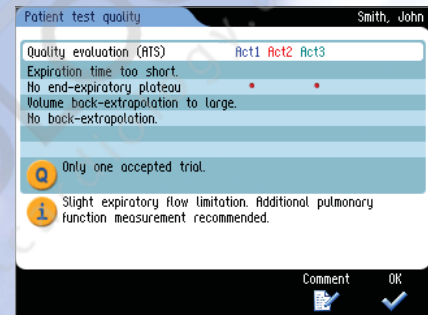 Patient test quality Smith, John
Quality evaluation (ATS) Act1 Act2 Act3
Expiration time too short.
No end-expiratory plateau
Volume back-extrapolation to large.
No back-extrapolation.
Q Only one accepted trial.
i Slight expiratory flow limitation. Additional pulmonary
function measurement recommended.
Comment OK